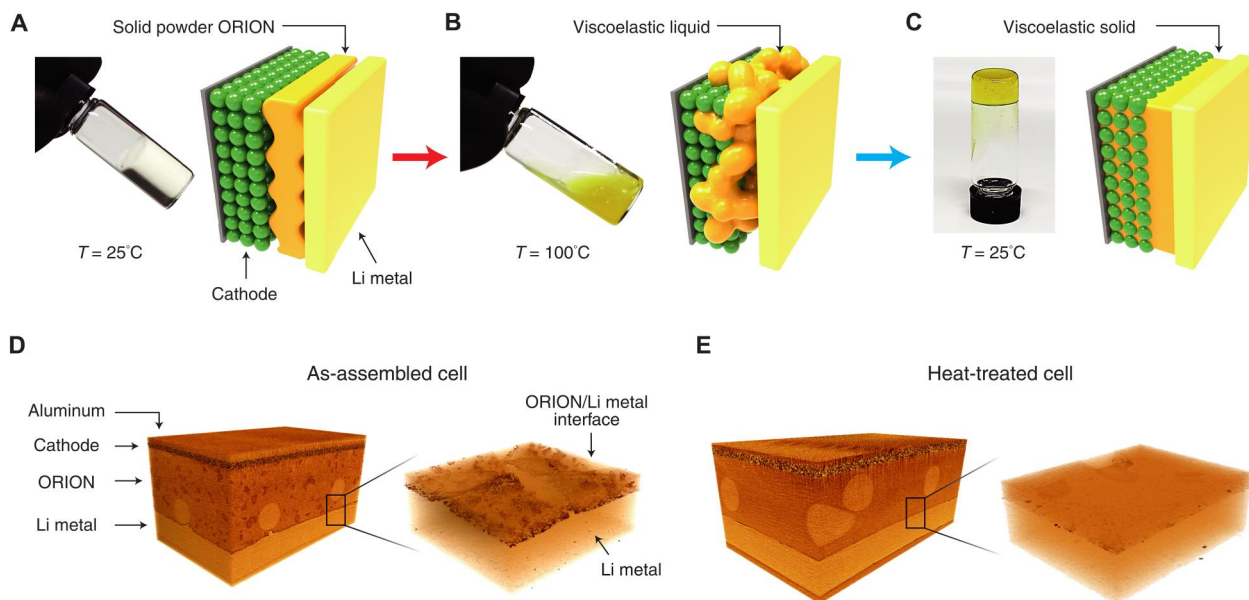 A
Solid powder ORION
T = 25°C
Cathode
Li metal
B
Viscoelastic liquid
T = 100°C
C
Viscoelastic solid
T = 25°C
D
As-assembled cell
Aluminum
Cathode
ORION
Li metal
ORION/Li metal
interface
Li metal
E
Heat-treated cell